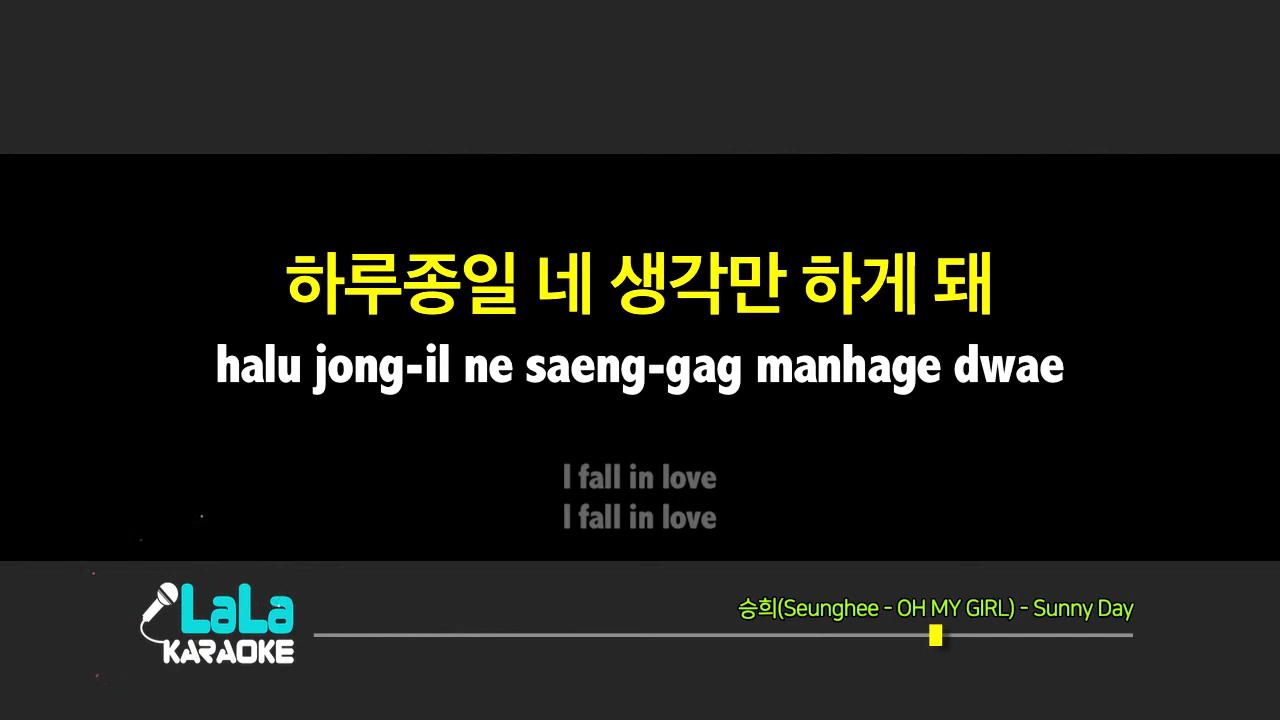 하루종일 네 생각만 하게 돼
halu jong-il ne saeng-gag manhage dwae
I fall in love
I fall in love
승희(Seunghee - OH MY GIRL) - Sunny Day
LaLa
KARAOKE